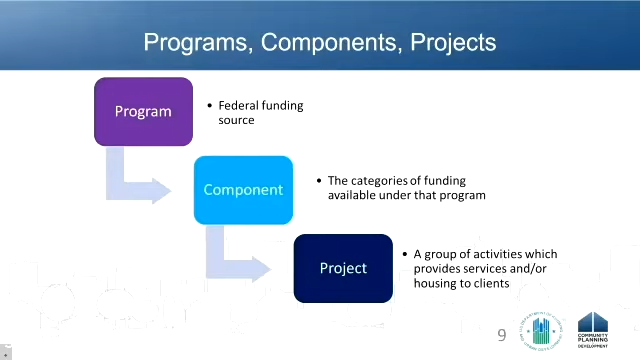 Programs, Components, Projects
Program
• Federal funding
source
Component
• The categories of funding
available under that program
Project
• A group of activities which
provides services and/or
housing to clients
9
COMMUNITY
PLANNING
DEVELOPMENT